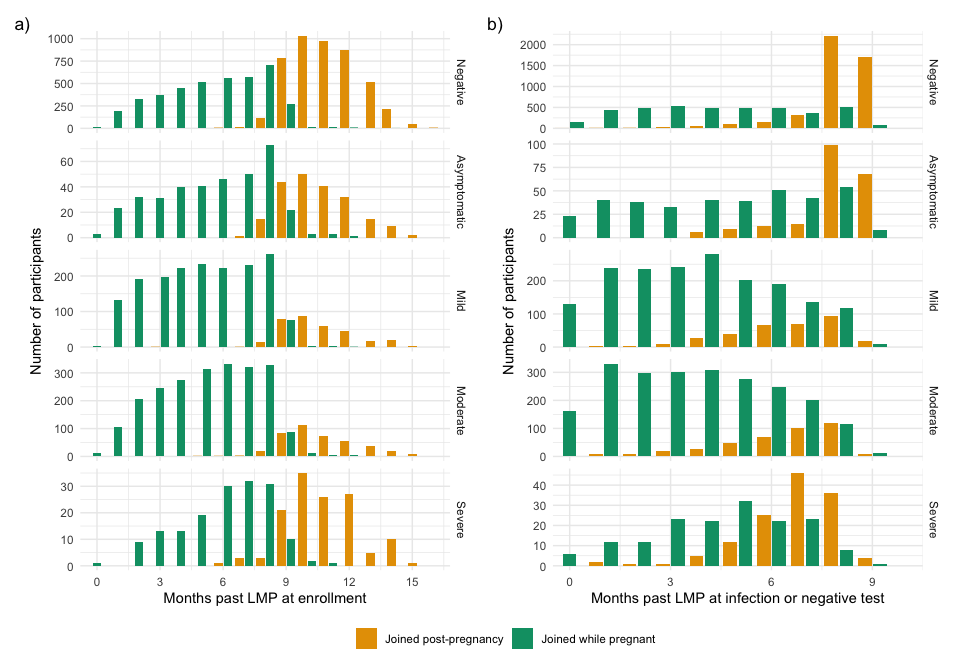 a)
Number of participants
1000
750
500
250
0
Negative
60
40
20
0
Asymptomatic
200
100
0
Mild
300
200
100
0
Moderate
30
20
10
0
Severe
0 3 6 9 12 15
Months past LMP at enrollment
b)
Number of participants
2000
1500
1000
500
0
Negative
100
75
50
25
0
Asymptomatic
200
100
0
Mild
300
200
100
0
Moderate
40
30
20
10
0
Severe
0 3 6 9
Months past LMP at infection or negative test
Joined post-pregnancy Joined while pregnant